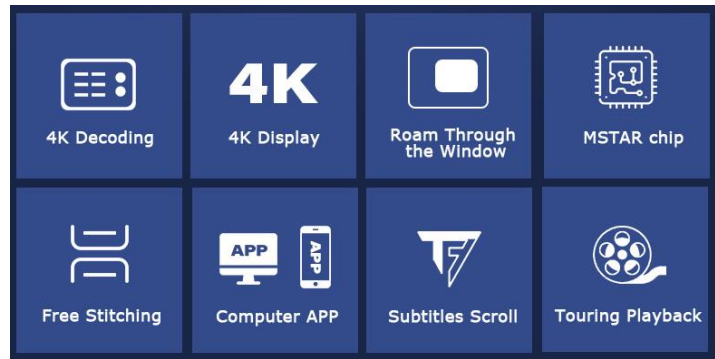 4K
4K Decoding
4K Display
Roam Through
the Window
MSTAR chip
APP
APP
Free Stitching
Computer APP
Subtitles Scroll
Touring Playback